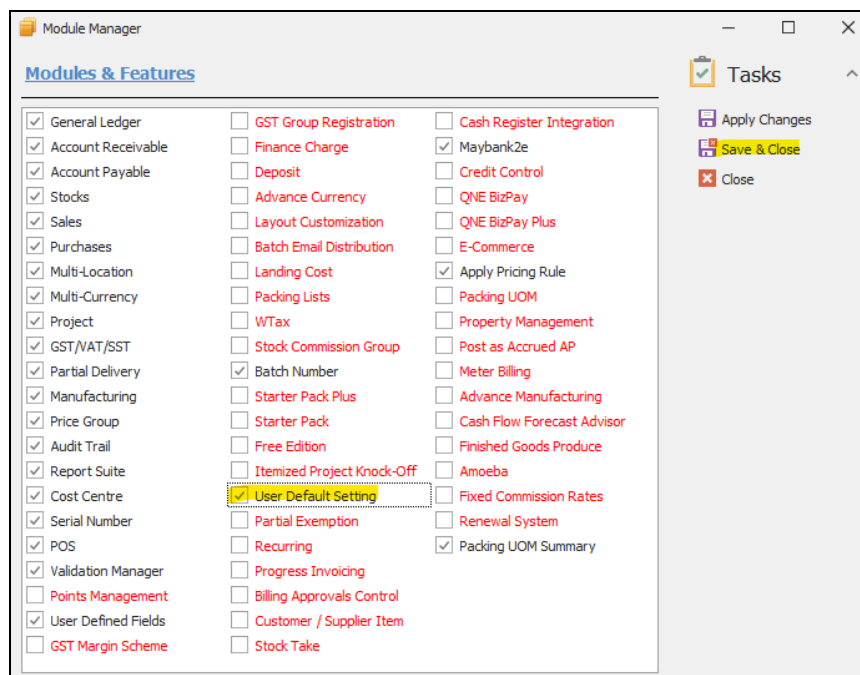 Module Manager
Modules & Features
General Ledger
Account Receivable
Account Payable
Stocks
Sales
Purchases
Multi-Location
Multi-Currency
Project
GST/VAT/SST
Partial Delivery
Manufacturing
Price Group
Audit Trail
Report Suite
Cost Centre
Serial Number
POS
Validation Manager
Points Management
User Defined Fields
GST Margin Scheme
GST Group Registration
Finance Charge
Deposit
Advance Currency
Layout Customization
Batch Email Distribution
Landing Cost
Packing Lists
WTax
Stock Commission Group
Batch Number
Starter Pack Plus
Starter Pack
Free Edition
Itemized Project Knock-Off
User Default Setting
Partial Exemption
Recurring
Progress Invoicing
Billing Approvals Control
Customer / Supplier Item
Stock Take
Cash Register Integration
Maybank2e
Credit Control
QNE BizPay
QNE BizPay Plus
E-Commerce
Apply Pricing Rule
Packing UOM
Property Management
Post as Accrued AP
Meter Billing
Advance Manufacturing
Cash Flow Forecast Advisor
Finished Goods Produce
Amoeba
Fixed Commission Rates
Renewal System
Packing UOM Summary
Tasks
Apply Changes
Save & Close
Close